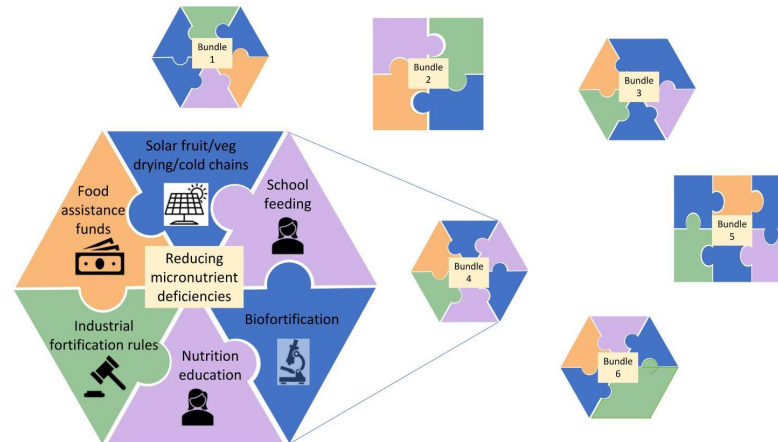 Bundle
1
Bundle
2
Bundle
3
Solar fruit/veg
drying/cold chains
School
feeding
Food
assistance
funds
Reducing
micronutrient
deficiencies
Industrial
fortification rules
Nutrition
education
Biofortification
Bundle
4
Bundle
5
Bundle
6